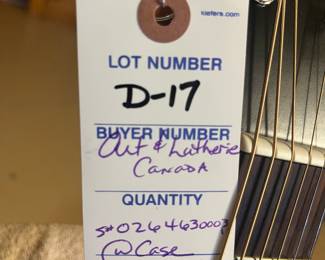 kiefers.com
LOT NUMBER
D-17
BUYER NUMBER
Art & Lutherie
CANADA
QUANTITY
S# 0264630003
@ Case